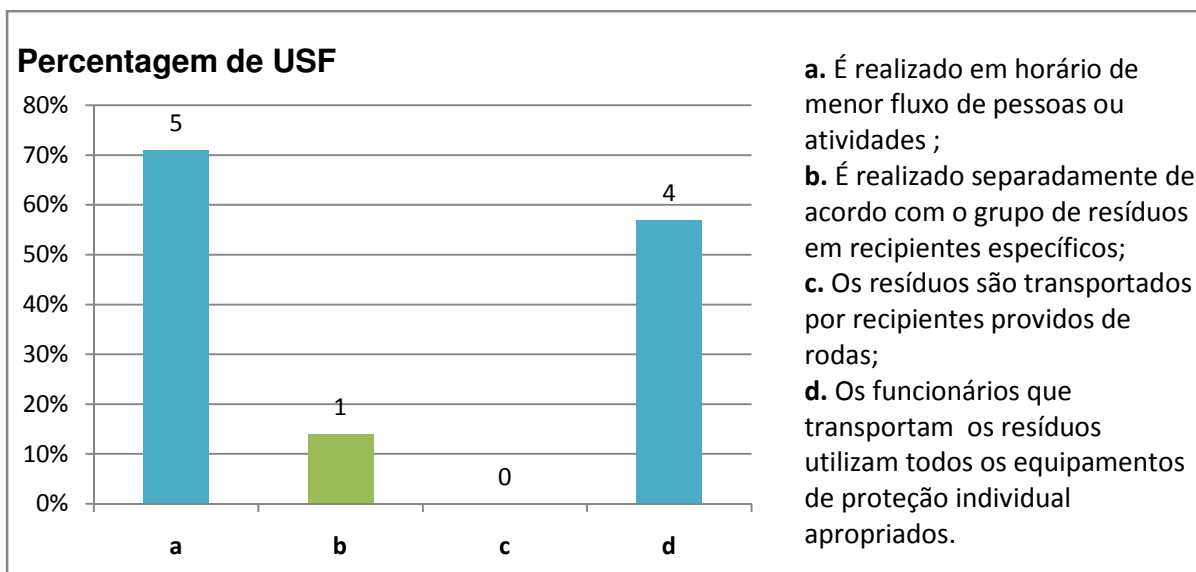 Percentagem de USF
80%
70%
60%
50%
40%
30%
20%
10%
0%
5
1
0
4
a
b
c
d
a. É realizado em horário de
menor fluxo de pessoas ou
atividades ;
b. É realizado separadamente de
acordo com o grupo de resíduos
em recipientes específicos;
c. Os resíduos são transportados
por recipientes providos de
rodas;
d. Os funcionários que
transportam os resíduos
utilizam todos os equipamentos
de proteção individual
apropriados.